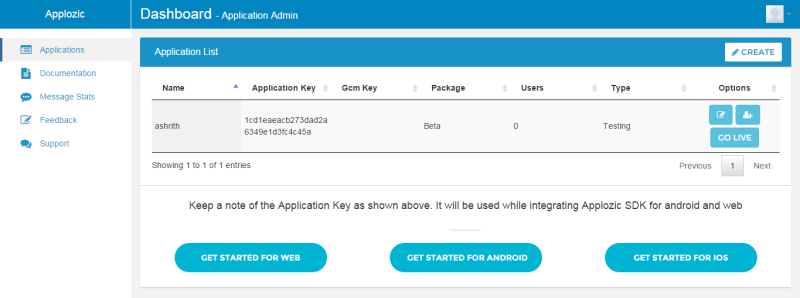 Applozic
Dashboard - Application Admin
Applications
Documentation
Message Stats
Feedback
Support
Application List
CREATE
Name Application Key Gcm Key Package Users Type Options
ashrith 1cd1eaeacb273dad2a Beta 0 Testing
6349e1d3fc4c45a
GO LIVE
Showing 1 to 1 of 1 entries Previous 1 Next
Keep a note of the Application Key as shown above. It will be used while integrating Applozic SDK for android and web
GET STARTED FOR WEB GET STARTED FOR ANDROID GET STARTED FOR IOS